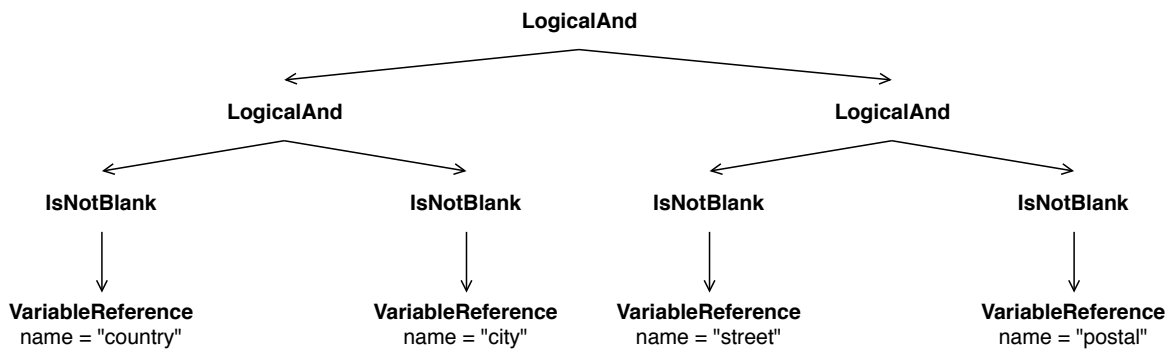 LogicalAnd
LogicalAnd
LogicalAnd
IsNotBlank
IsNotBlank
IsNotBlank
IsNotBlank
VariableReference
name = "country"
VariableReference
name = "city"
VariableReference
name = "street"
VariableReference
name = "postal"